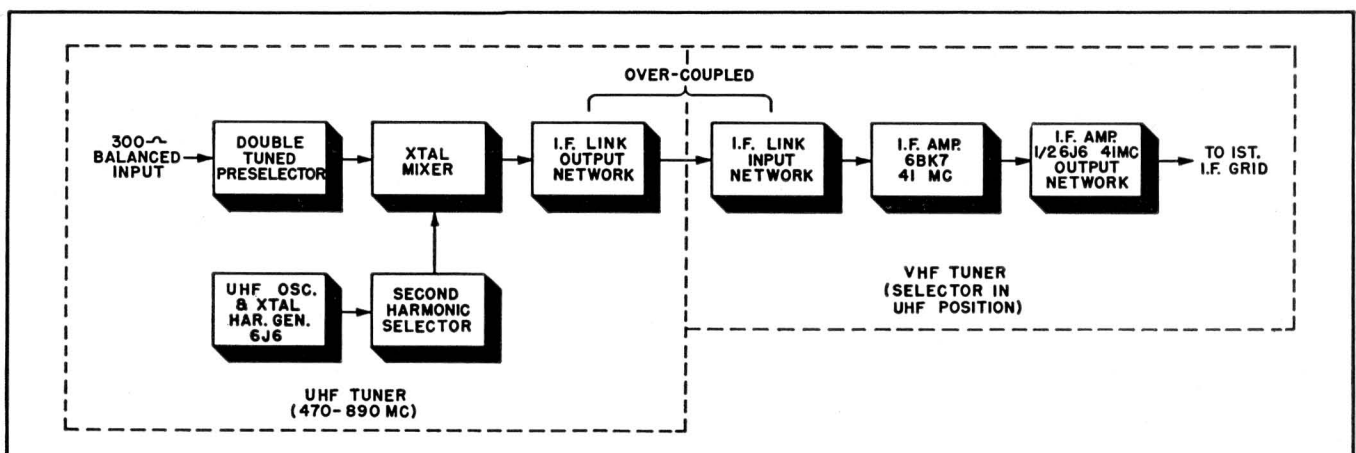 OVER-COUPLED
300-Ω
BALANCED
INPUT
DOUBLE
TUNED
PRESELECTOR
XTAL
MIXER
I.F. LINK
OUTPUT
NETWORK
I.F. LINK
INPUT
NETWORK
I.F. AMP.
6BK7
41 MC
I.F. AMP.
1/2 6J6 41MC
OUTPUT
NETWORK
TO IST.
I.F. GRID
UHF OSC.
& XTAL
HAR. GEN.
6J6
SECOND
HARMONIC
SELECTOR
VHF TUNER
(SELECTOR IN
UHF POSITION)
UHF TUNER
(470-890 MC)